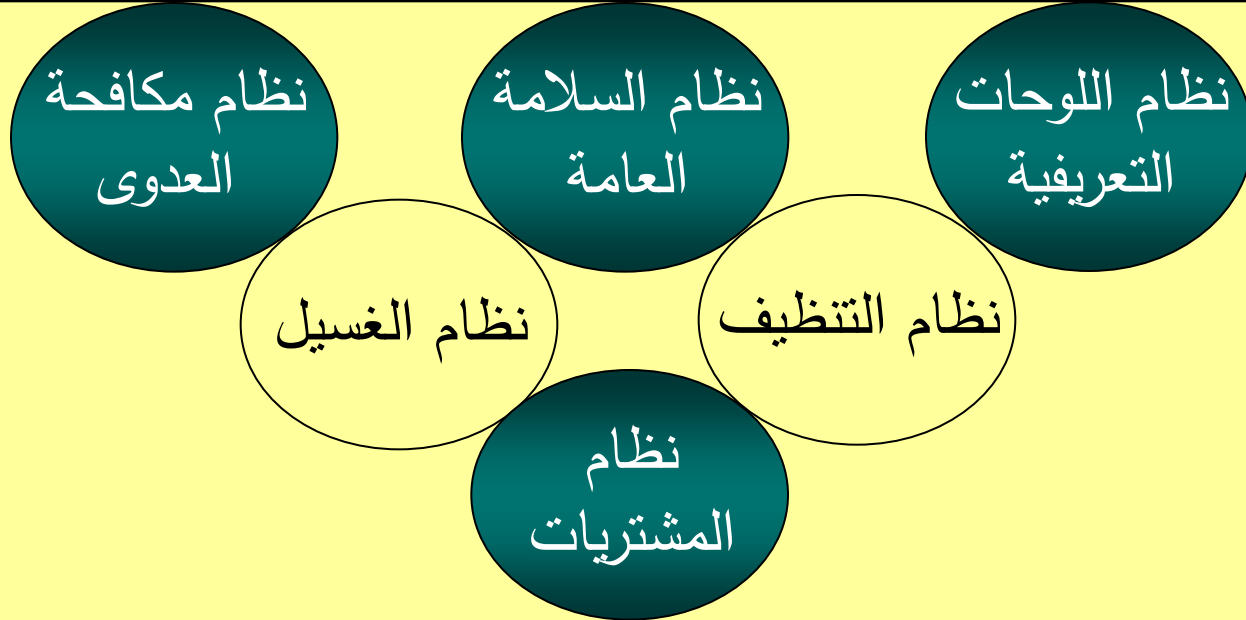 نظام اللوحات
التعريفية
نظام السلامة
العامة
نظام مكافحة
العدوى
نظام التنظيف
نظام الغسيل
نظام
المشتريات